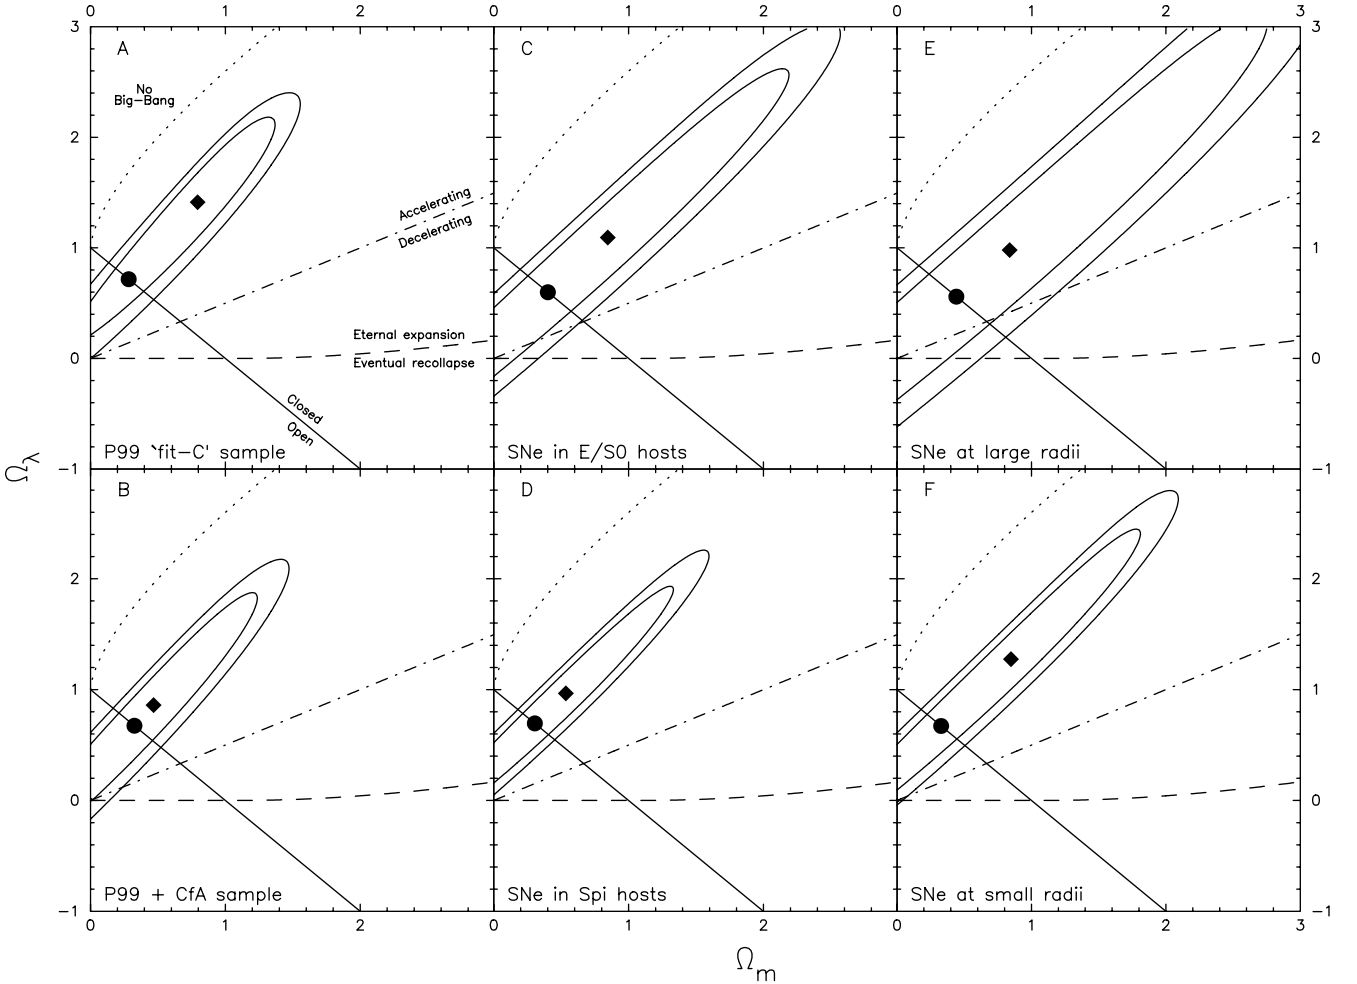 0 1 2 0 1 2 0 1 2 3
3 A C E 3
No
Big-Bang
2 2
Accelerating
Decelerating
1 1
Eternal expansion
0 0
Eventual recollapse
Closed
Open
P99 `fit-C' sample SNe in E/S0 hosts SNe at large radii
-1 -1
Ωλ
B D F
2 2
1 1
0 0
P99 + CfA sample SNe in Spi hosts SNe at small radii
-1 -1
0 1 2 0 1 2 0 1 2 3
Ωm